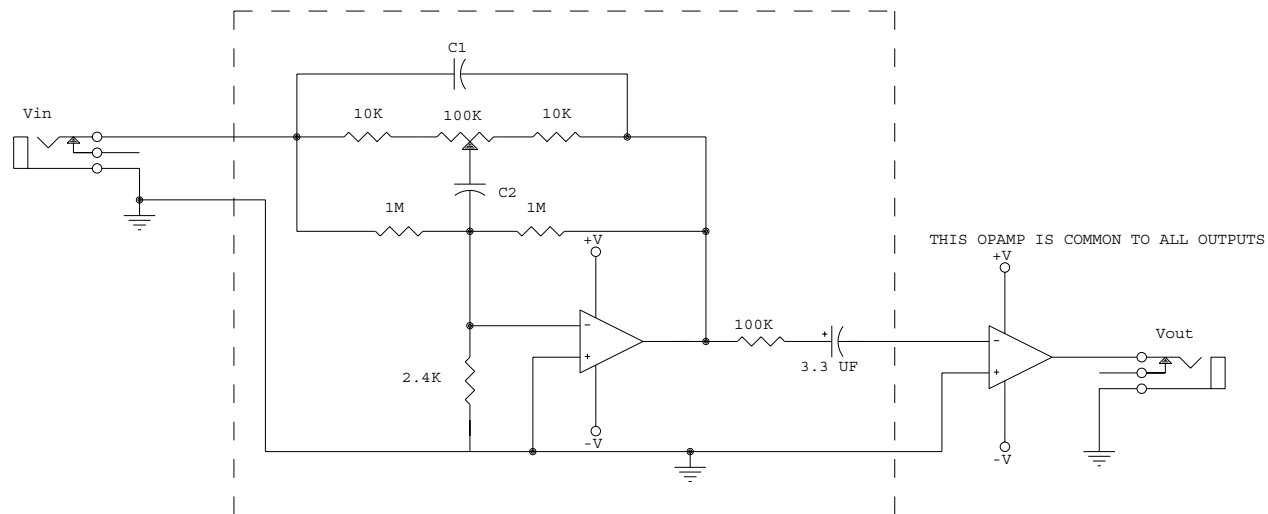 C1
Vin
10K
100K
10K
C2
1M
1M
+V
THIS OPAMP IS COMMON TO ALL OUTPUTS
+V
-
+
100K
+
3.3 UF
-
+
Vout
2.4K
-V
-V